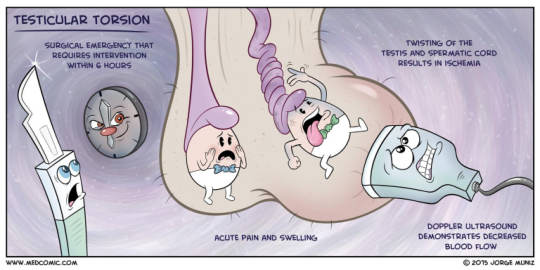 TESTICULAR TORSION
SURGICAL EMERGENCY THAT
REQUIRES INTERVENTION
WITHIN 6 HOURS
TWISTING OF THE
TESTIS AND SPERMATIC CORD
RESULTS IN ISCHEMIA
ACUTE PAIN AND SWELLING
DOPPLER ULTRASOUND
DEMONSTRATES DECREASED
BLOOD FLOW
WWW.MEDCOMIC.COM
© 2015 JORGE MUNIZ